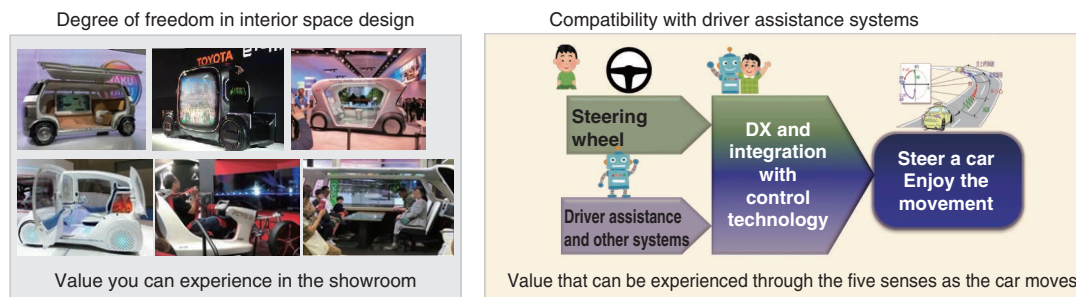 Degree of freedom in interior space design
TOYOTA
Value you can experience in the showroom
Compatibility with driver assistance systems
Steering
wheel
Driver assistance
and other systems
DX and
integration
with
control
technology
Steer a car
Enjoy the
movement
Value that can be experienced through the five senses as the car moves